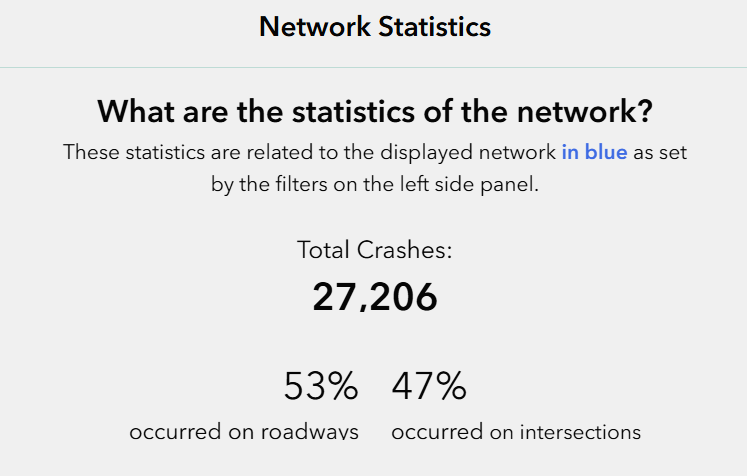 Network Statistics
What are the statistics of the network?
These statistics are related to the displayed network in blue as set
by the filters on the left side panel.
Total Crashes:
27,206
53% 47%
occurred on roadways occurred on intersections